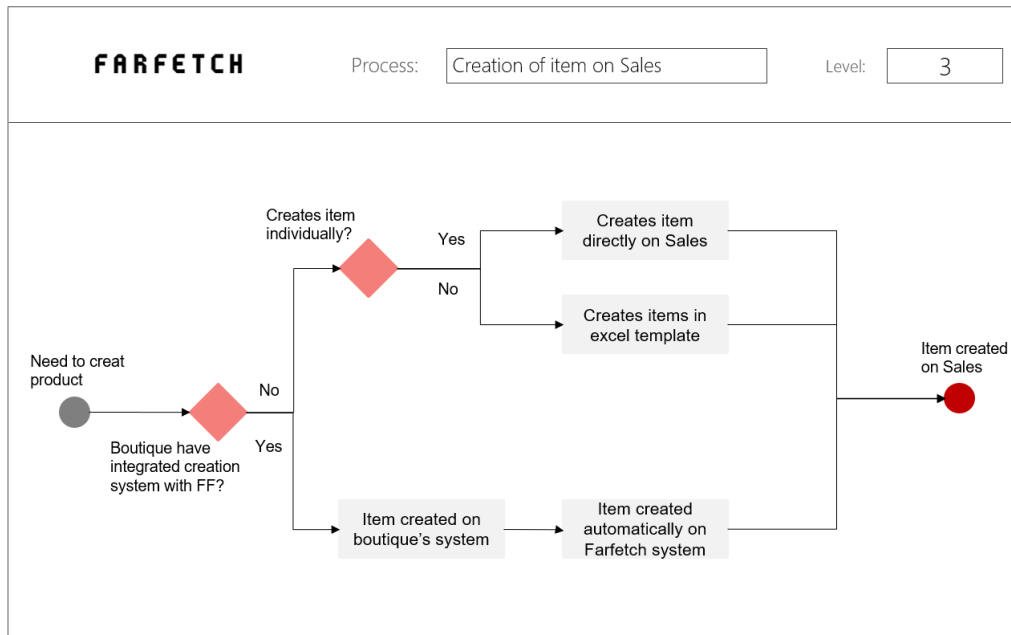 FARFETCH
Process:
Creation of item on Sales
Level:
3
Creates item
individually?
Yes
No
Creates item
directly on Sales
Creates items in
excel template
Need to creat
product
No
Yes
Boutique have
integrated creation
system with FF?
Item created on
boutique's system
Item created
automatically on
Farfetch system
Item created
on Sales